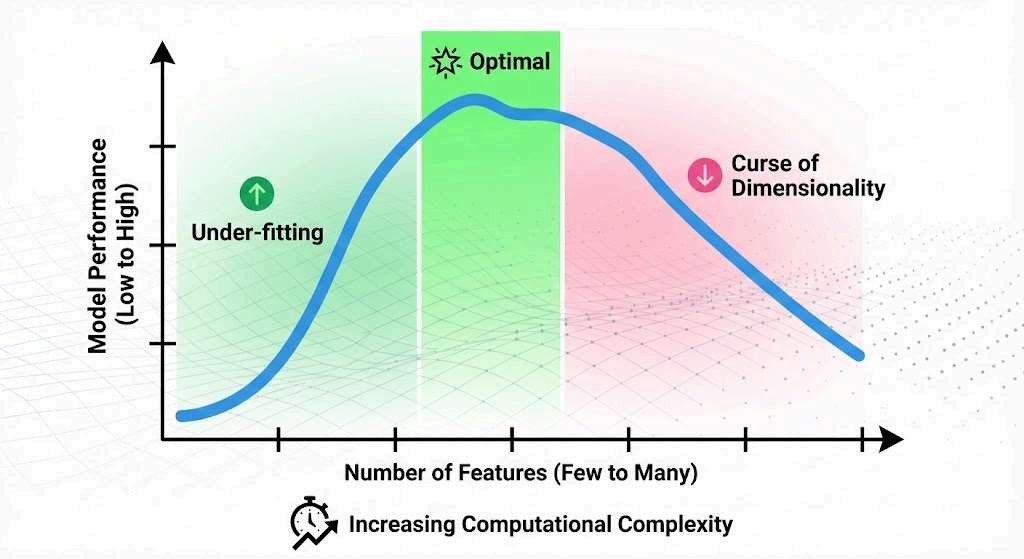 Optimal
Curse of
Dimensionality
Under-fitting
Model Performance
(Low to High)
Number of Features (Few to Many)
Increasing Computational Complexity